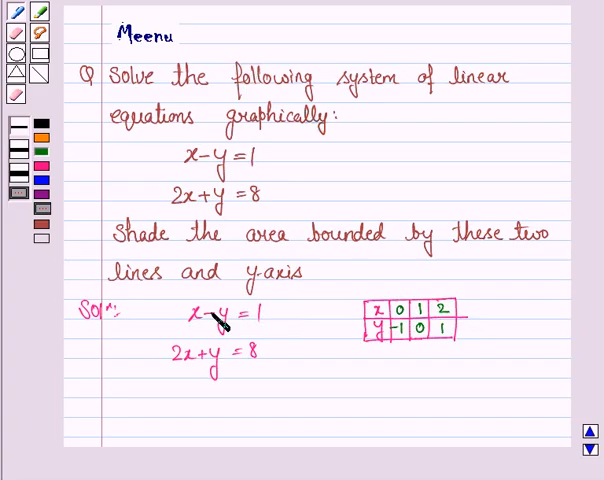 Meenu
Q Solve the following system of linear
equations graphically:
x-y=1
2x+y=8
Shade the area bounded by these two
lines and y-axis
Soln:
x-y=1
2x+y=8
x 0 1 2
y -1 0 1